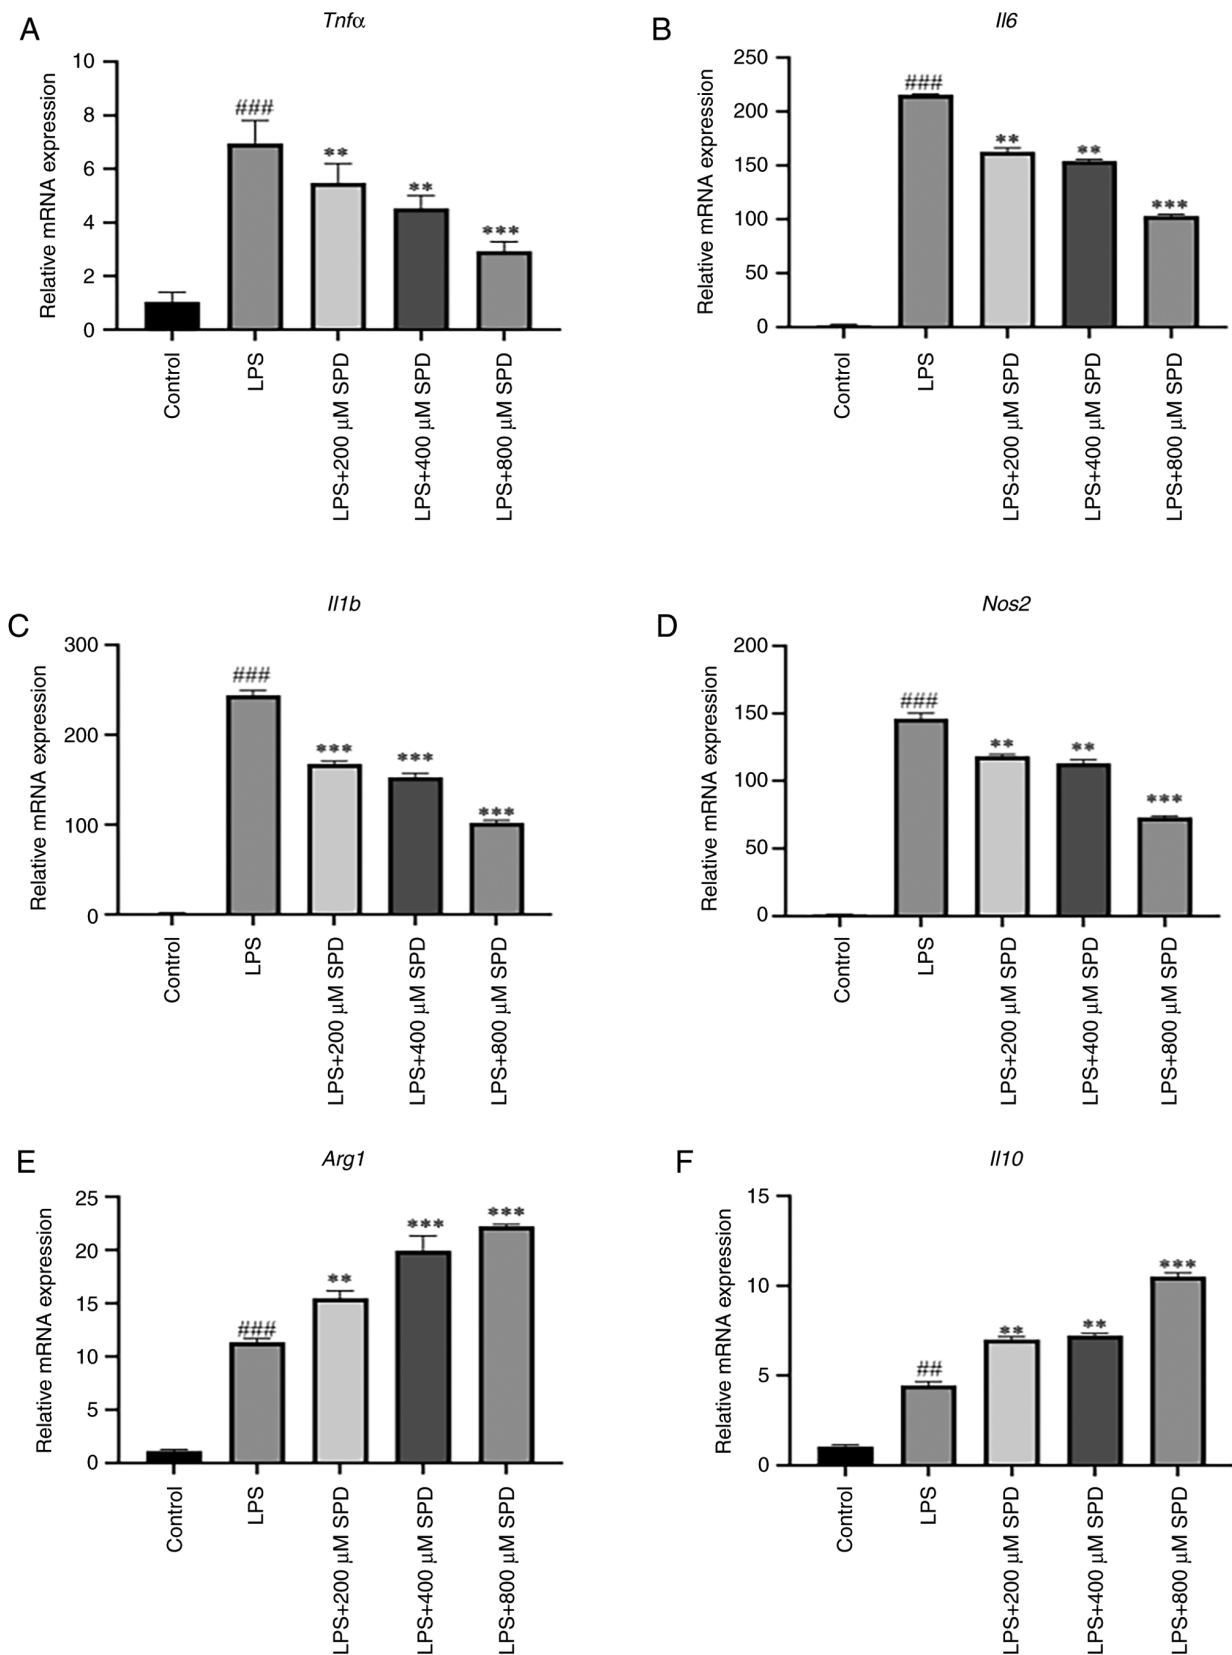 A
Tnfα
Relative mRNA expression
10
8
6
4
2
0
###
**
**
***
Control
LPS
LPS+200 μM SPD
LPS+400 μM SPD
LPS+800 μM SPD
B
Il6
Relative mRNA expression
250
200
150
100
50
0
###
**
**
***
Control
LPS
LPS+200 μM SPD
LPS+400 μM SPD
LPS+800 μM SPD
C
Il1b
Relative mRNA expression
300
200
100
0
###
***
***
***
Control
LPS
LPS+200 μM SPD
LPS+400 μM SPD
LPS+800 μM SPD
D
Nos2
Relative mRNA expression
200
150
100
50
0
###
**
**
***
Control
LPS
LPS+200 μM SPD
LPS+400 μM SPD
LPS+800 μM SPD
E
Arg1
Relative mRNA expression
25
20
15
10
5
0
###
**
***
***
Control
LPS
LPS+200 μM SPD
LPS+400 μM SPD
LPS+800 μM SPD
F
Il10
Relative mRNA expression
15
10
5
0
##
**
**
***
Control
LPS
LPS+200 μM SPD
LPS+400 μM SPD
LPS+800 μM SPD